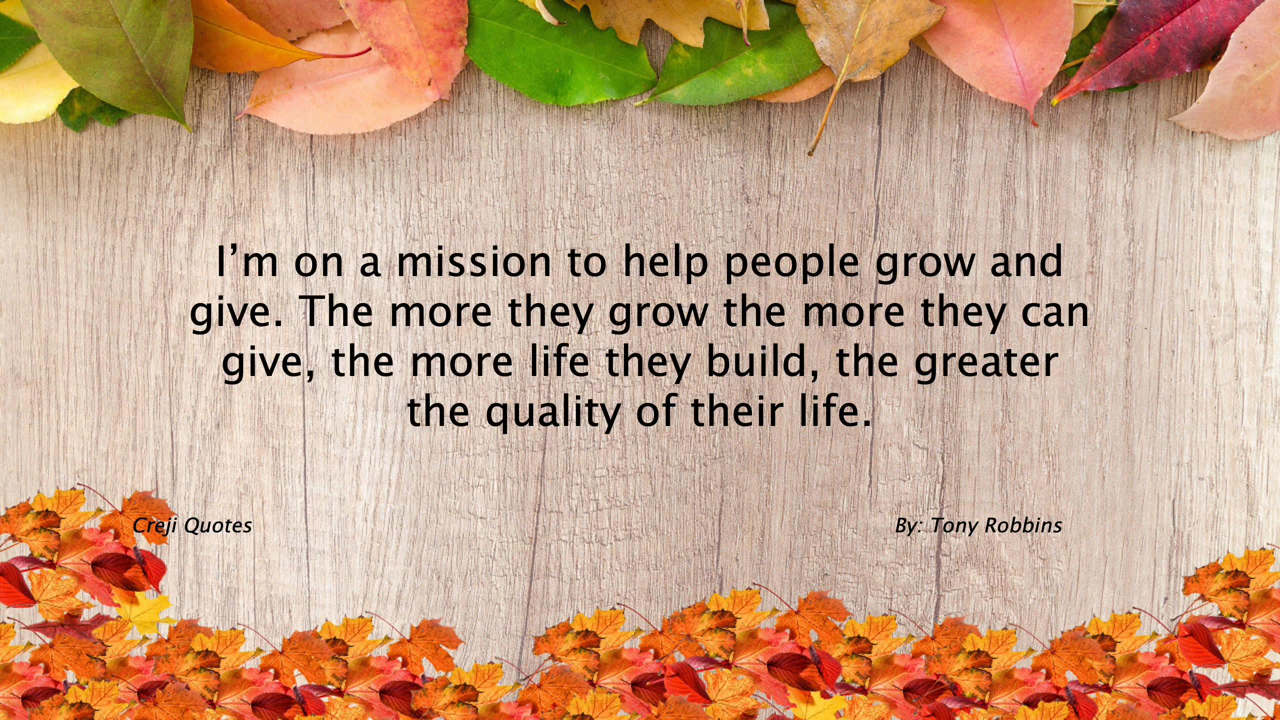 I’m on a mission to help people grow and
give. The more they grow the more they can
give, the more life they build, the greater
the quality of their life.
Creji Quotes
By: Tony Robbins